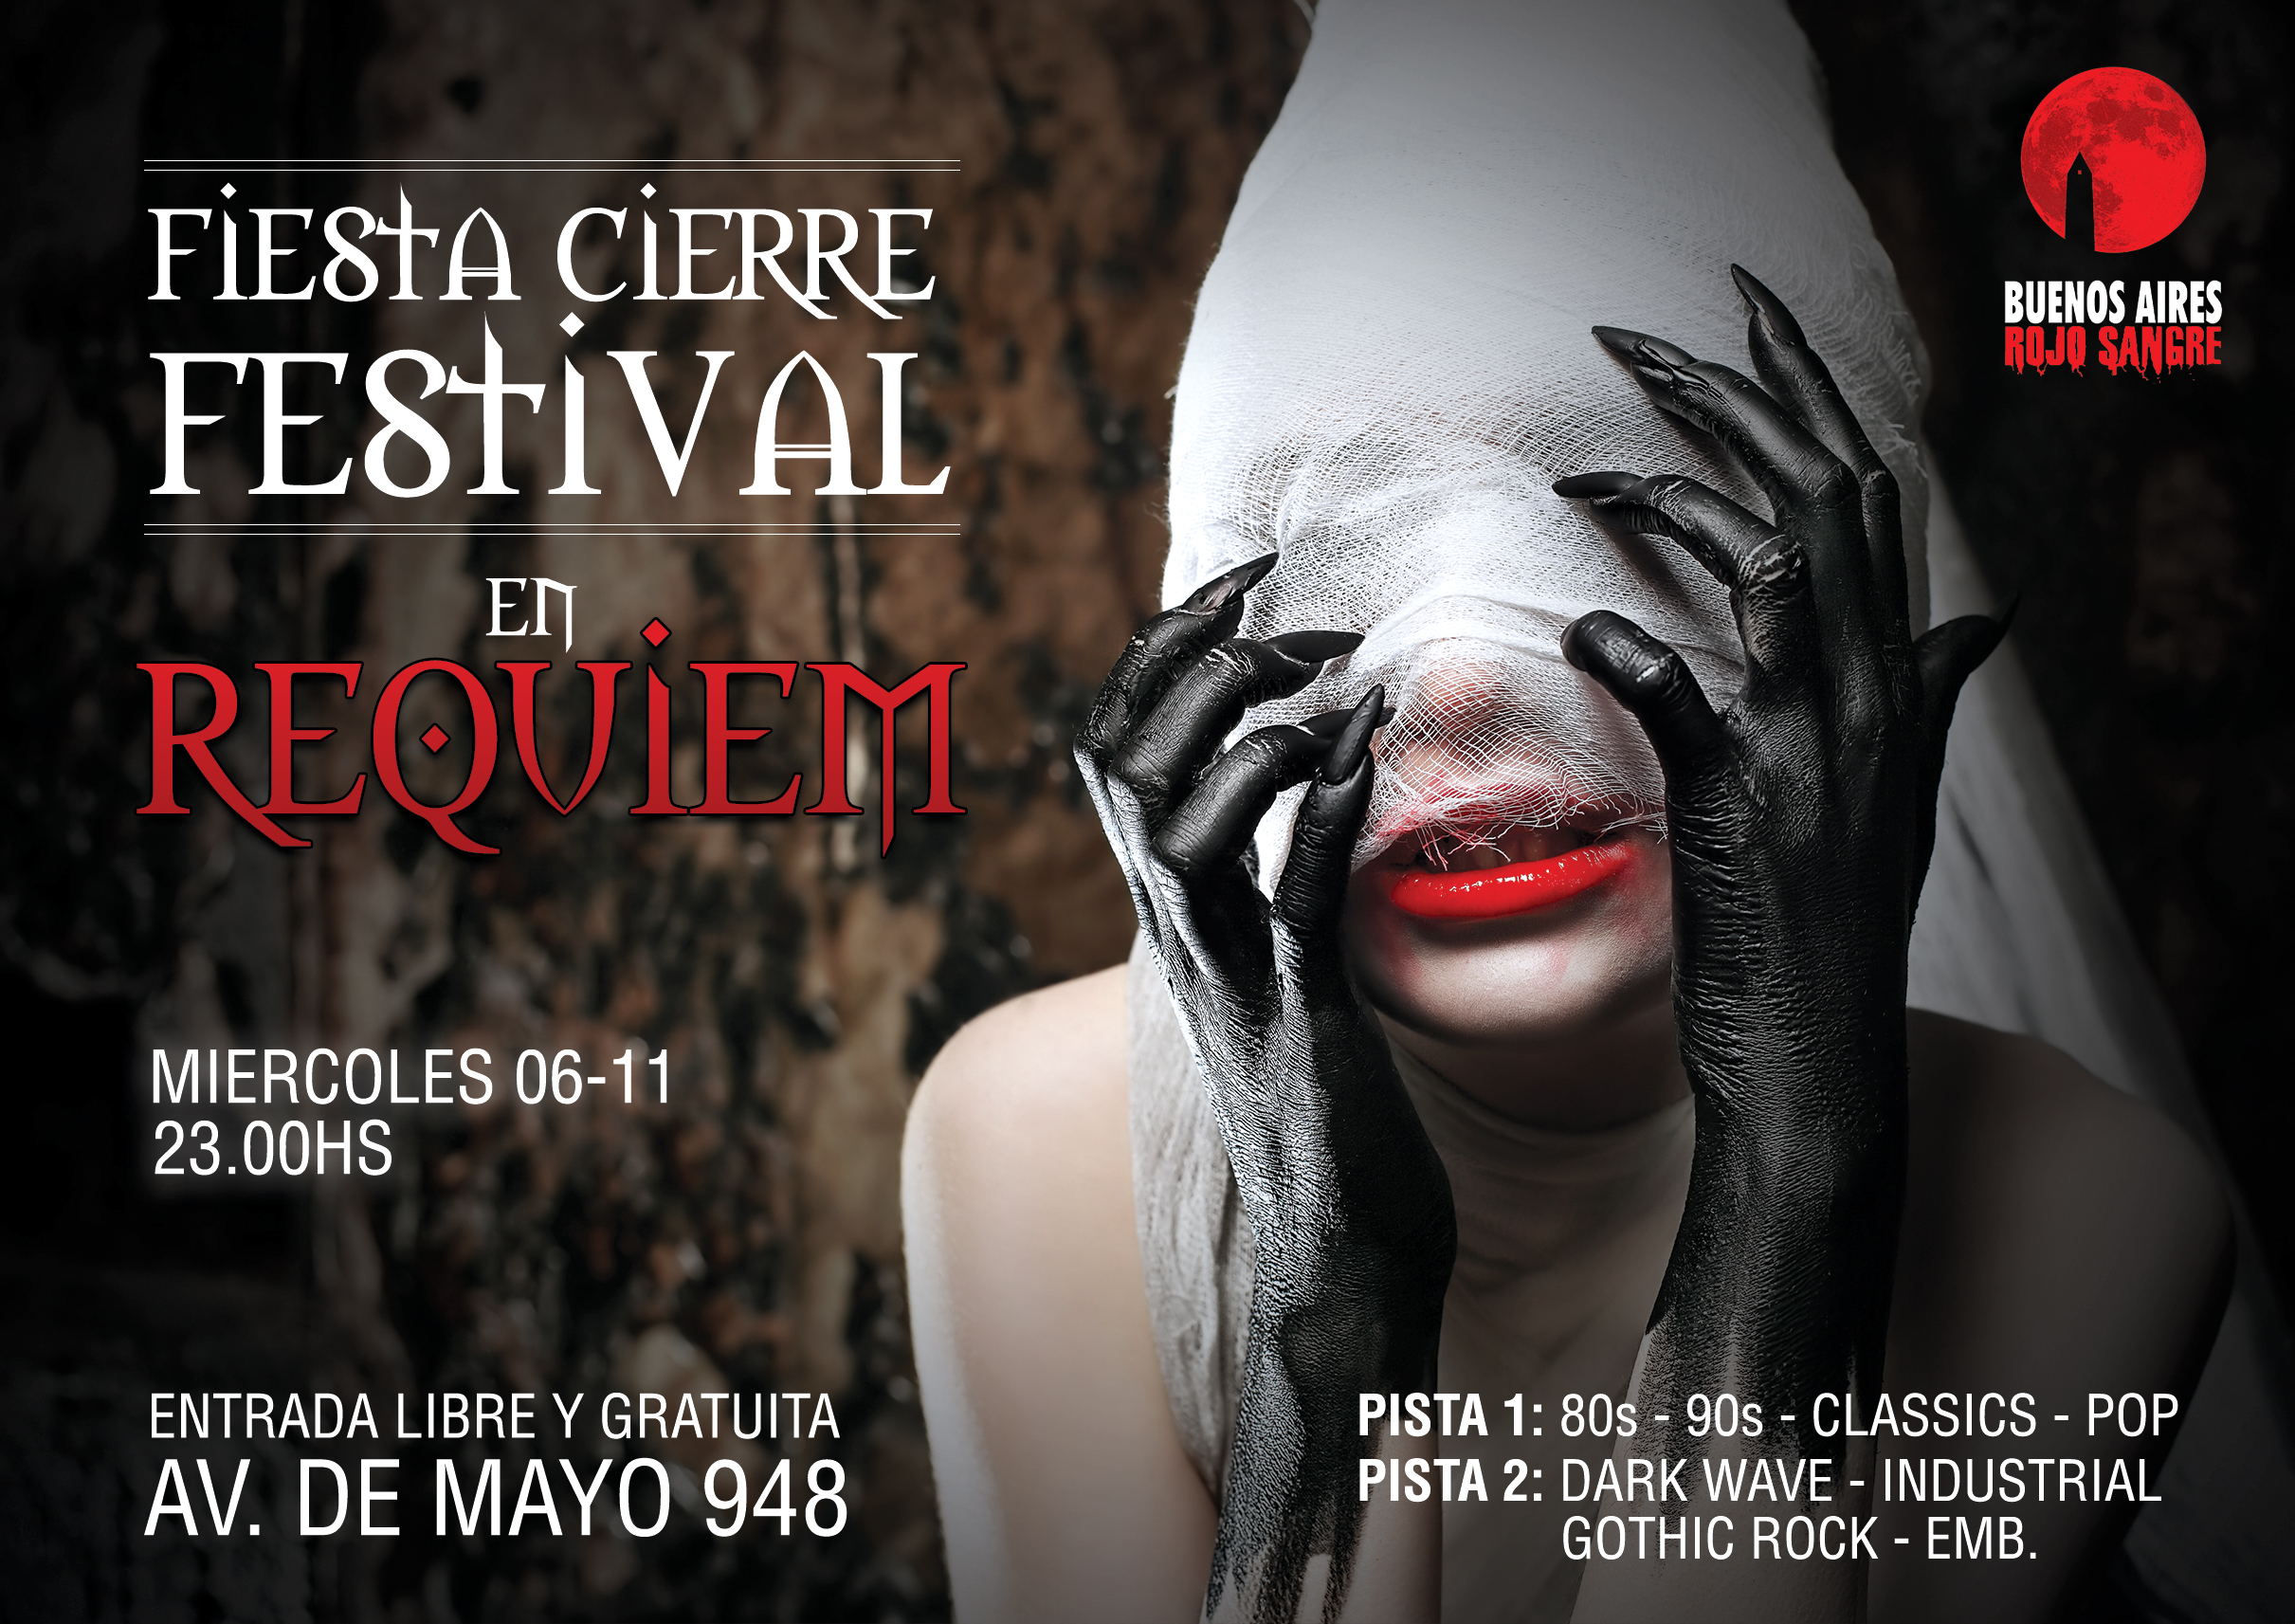 FiESTA CiERRE
FESTiVAL
EN
REQUiEM
MIERCOLES 06-11
23.00HS
ENTRADA LIBRE Y GRATUITA
AV. DE MAYO 948
BUENOS AIRES
ROJO SANGRE
PISTA 1: 80s - 90s - CLASSICS - POP
PISTA 2: DARK WAVE - INDUSTRIAL
GOTHIC ROCK - EMB.